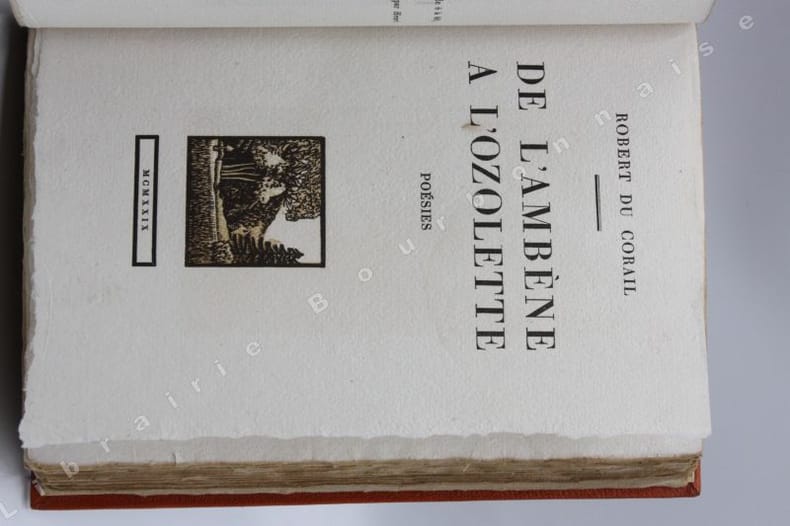 ROBERT DU CORAIL
DE L'AMBÈNE
A L'OZOLETTE
POÉSIES
MCMXXIX
Librairie Bourbonnaise